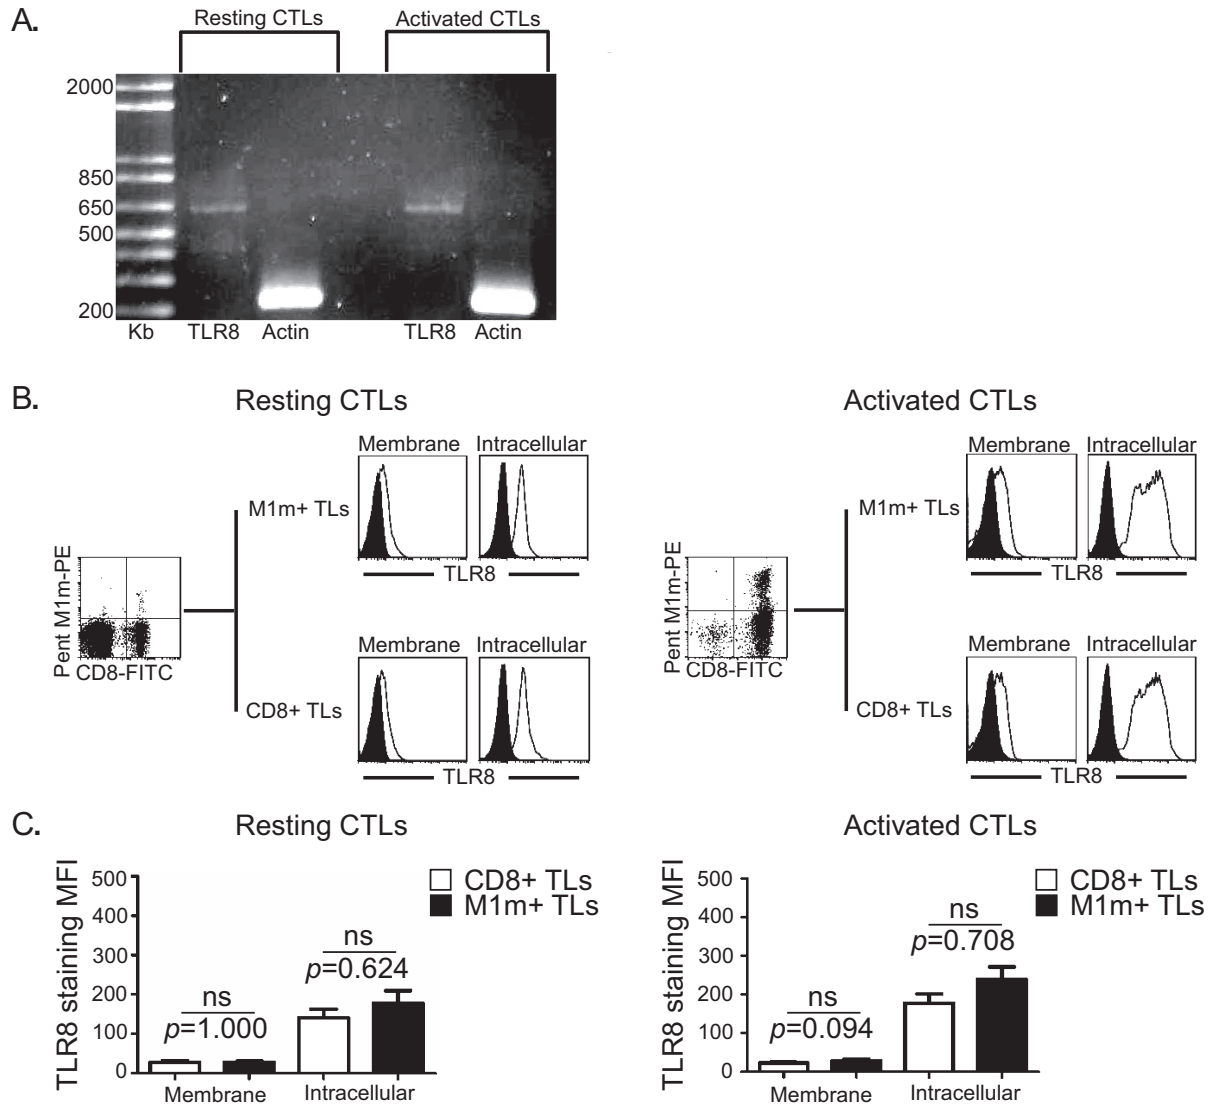 A.
Resting CTLs
Activated CTLs
2000
850
650
500
200
Kb
TLR8
Actin
TLR8
Actin
B.
Resting CTLs
Activated CTLs
Membrane
Intracellular
M1m+ TLs
TLR8
Pent M1m-PE
CD8-FITC
Membrane
Intracellular
CD8+ TLs
TLR8
Membrane
Intracellular
M1m+ TLs
TLR8
Pent M1m-PE
CD8-FITC
Membrane
Intracellular
CD8+ TLs
TLR8
C.
Resting CTLs
Activated CTLs
TLR8 staining MFI
500
400
300
200
100
0
CD8+ TLs
M1m+ TLs
ns
p=1.000
ns
p=0.624
Membrane
Intracellular
TLR8 staining MFI
500
400
300
200
100
0
CD8+ TLs
M1m+ TLs
ns
p=0.094
ns
p=0.708
Membrane
Intracellular